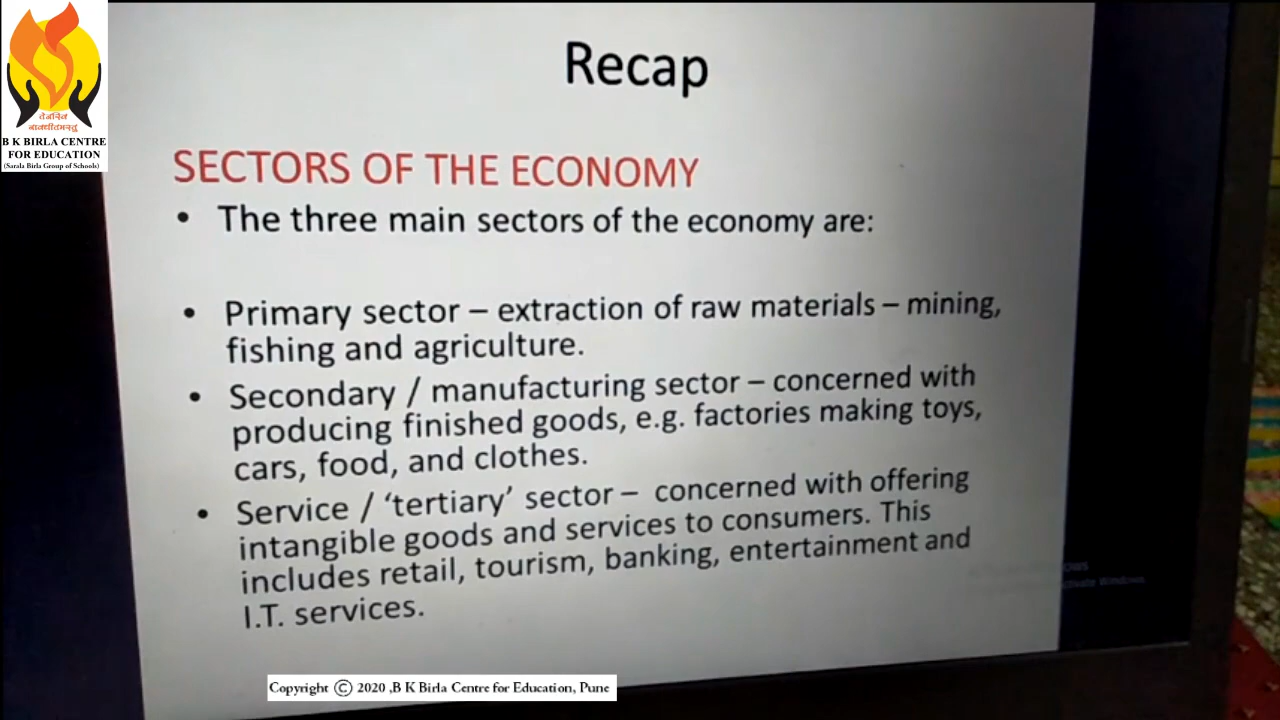 तेजस्वि
नावधीतमस्तु
B K BIRLA CENTRE
FOR EDUCATION
(Sarala Birla Group of Schools)
Recap
SECTORS OF THE ECONOMY
• The three main sectors of the economy are:
• Primary sector – extraction of raw materials – mining,
fishing and agriculture.
• Secondary / manufacturing sector – concerned with
producing finished goods, e.g. factories making toys,
cars, food, and clothes.
• Service / ‘tertiary’ sector – concerned with offering
intangible goods and services to consumers. This
includes retail, tourism, banking, entertainment and
I.T. services.
Copyright © 2020 ,B K Birla Centre for Education, Pune